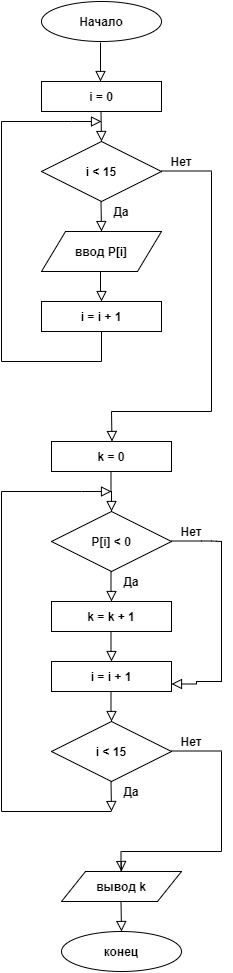 Начало
i = 0
i < 15
Нет
Да
ввод P[i]
i = i + 1
k = 0
P[i] < 0
Нет
Да
k = k + 1
i = i + 1
i < 15
Нет
Да
вывод k
конец